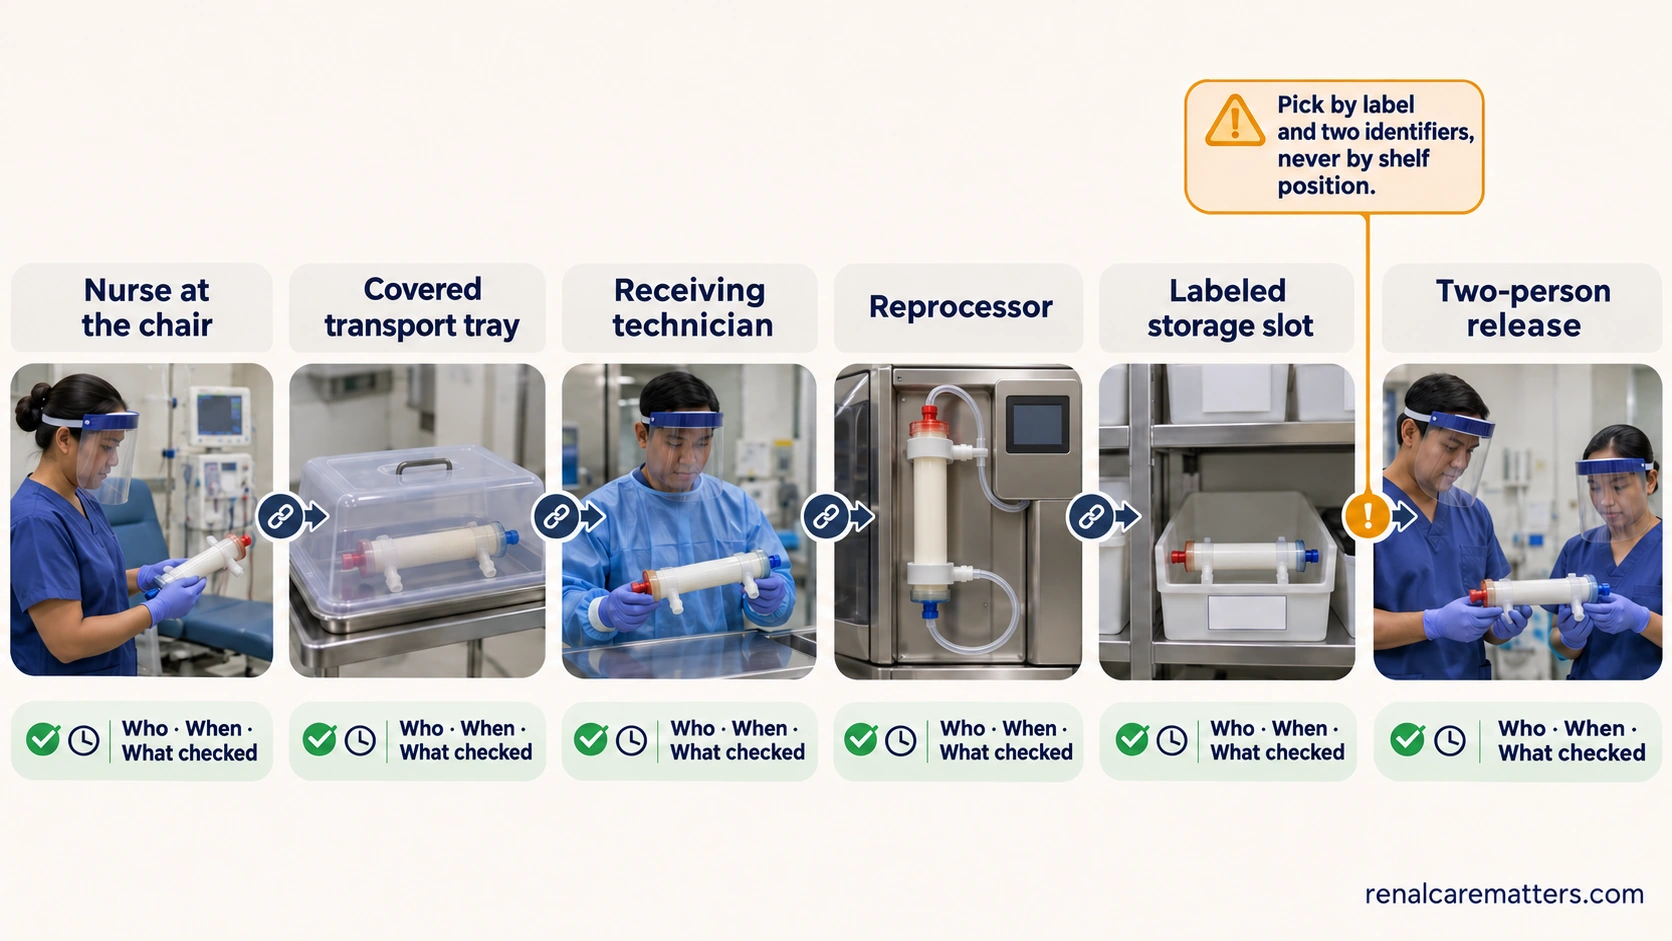 Pick by label
and two identifiers,
never by shelf
position.
Nurse at
the chair
Covered
transport tray
Receiving
technician
Reprocessor
Labeled
storage slot
Two-person
release
Who · When ·
What checked
Who · When ·
What checked
Who · When ·
What checked
Who · When ·
What checked
Who · When ·
What checked
Who · When ·
What checked
renalcarematters.com